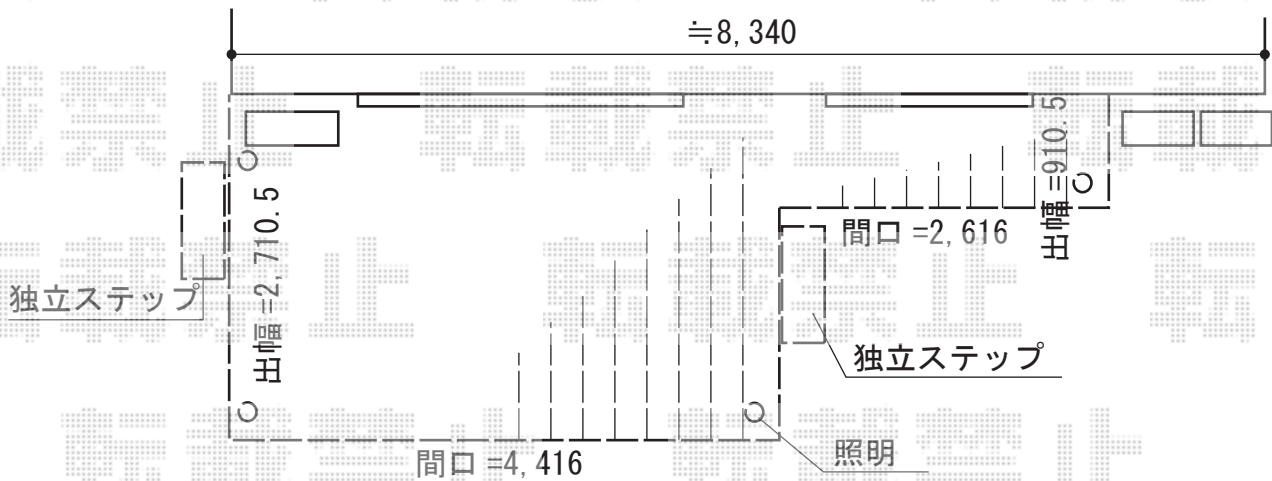 ≒8,340
出幅=910.5
出幅=2,710.5
間口=2,616
独立ステップ
独立ステップ
間口=4,416
照明